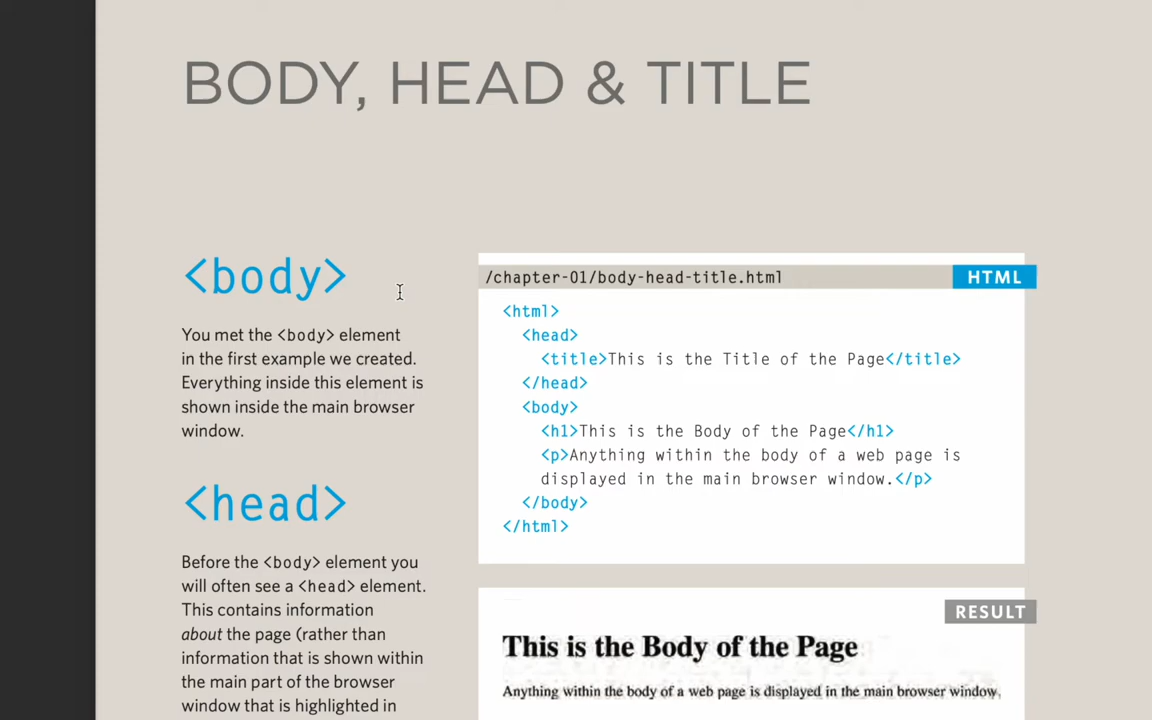 BODY, HEAD & TITLE
<body>
You met the <body> element
in the first example we created.
Everything inside this element is
shown inside the main browser
window.
<head>
Before the <body> element you
will often see a <head> element.
This contains information
about the page (rather than
information that is shown within
the main part of the browser
window that is highlighted in
/chapter-01/body-head-title.html
HTML
<html>
<head>
<title>This is the Title of the Page</title>
</head>
<body>
<h1>This is the Body of the Page</h1>
<p>Anything within the body of a web page is
displayed in the main browser window.</p>
</body>
</html>
RESULT
This is the Body of the Page
Anything within the body of a web page is displayed in the main browser window.